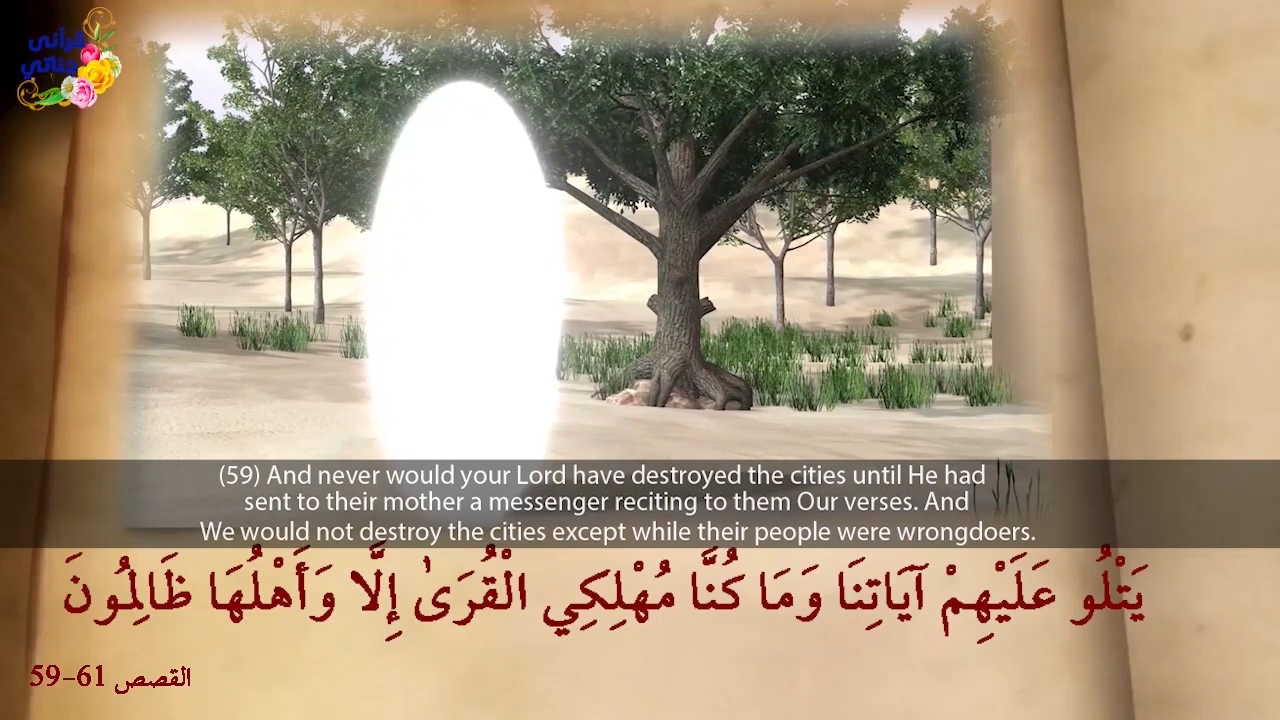 قرآني
جناتي
(59) And never would your Lord have destroyed the cities until He had
sent to their mother a messenger reciting to them Our verses. And
We would not destroy the cities except while their people were wrongdoers.
يَتْلُو عَلَيْهِمْ آيَاتِنَا وَمَا كُنَّا مُهْلِكِي الْقُرَىٰ إِلَّا وَأَهْلُهَا ظَالِمُونَ
القصص 61-59